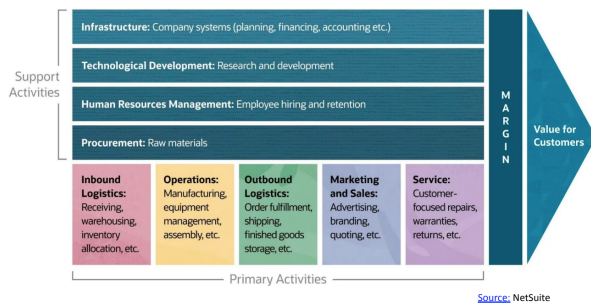 Infrastructure: Company systems (planning, financing, accounting etc.)
Technological Development: Research and development
Support
Activities
Human Resources Management: Employee hiring and retention
Procurement: Raw materials
Inbound
Logistics:
Receiving,
warehousing,
inventory
allocation, etc.
Operations:
Manufacturing,
equipment
management,
assembly, etc.
Outbound
Logistics:
Order fulfillment,
shipping,
finished goods
storage, etc.
Marketing
and Sales:
Advertising,
branding,
quoting, etc.
Service:
Customer-
focused repairs,
warranties,
returns, etc.
M
A
R
G
I
N
Value for
Customers
Primary Activities
Source: NetSuite